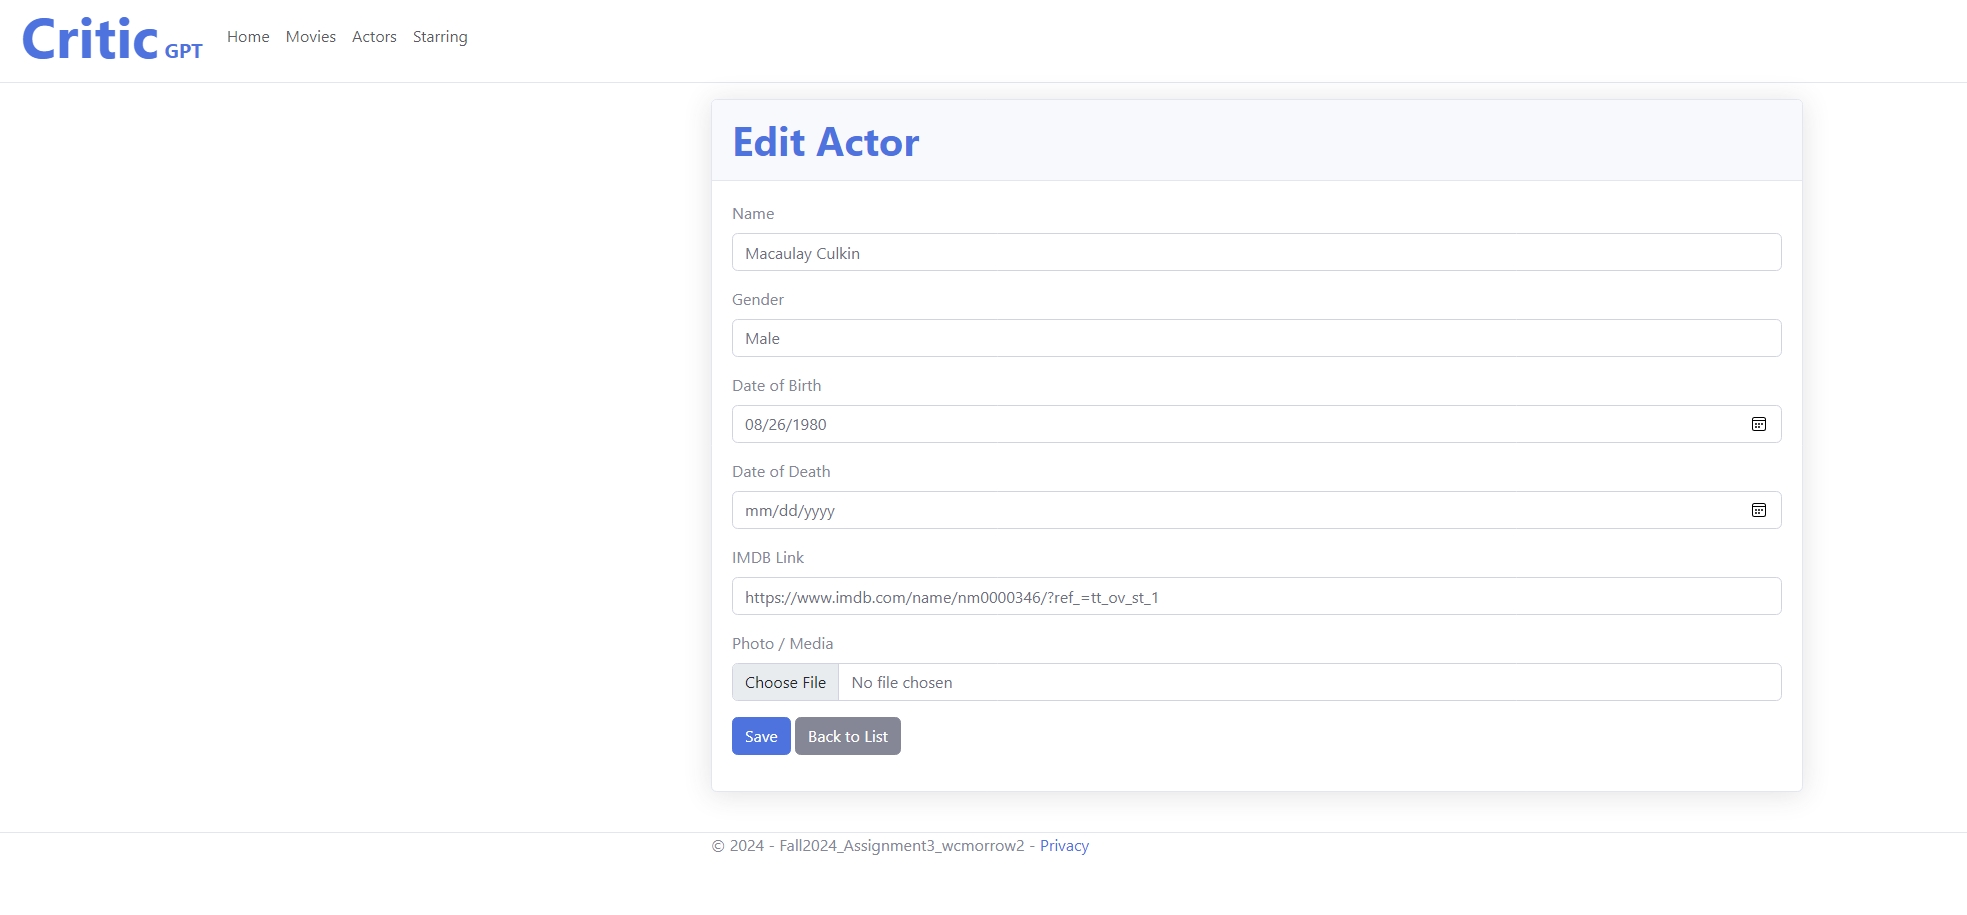 Critic GPT Home Movies Actors Starring
Edit Actor
Name
Macaulay Culkin
Gender
Male
Date of Birth
08/26/1980
Date of Death
mm/dd/yyyy
IMDB Link
https://www.imdb.com/name/nm0000346/?ref_=tt_ov_st_1
Photo / Media
Choose File No file chosen
Save Back to List
© 2024 - Fall2024_Assignment3_wcmorrow2 - Privacy